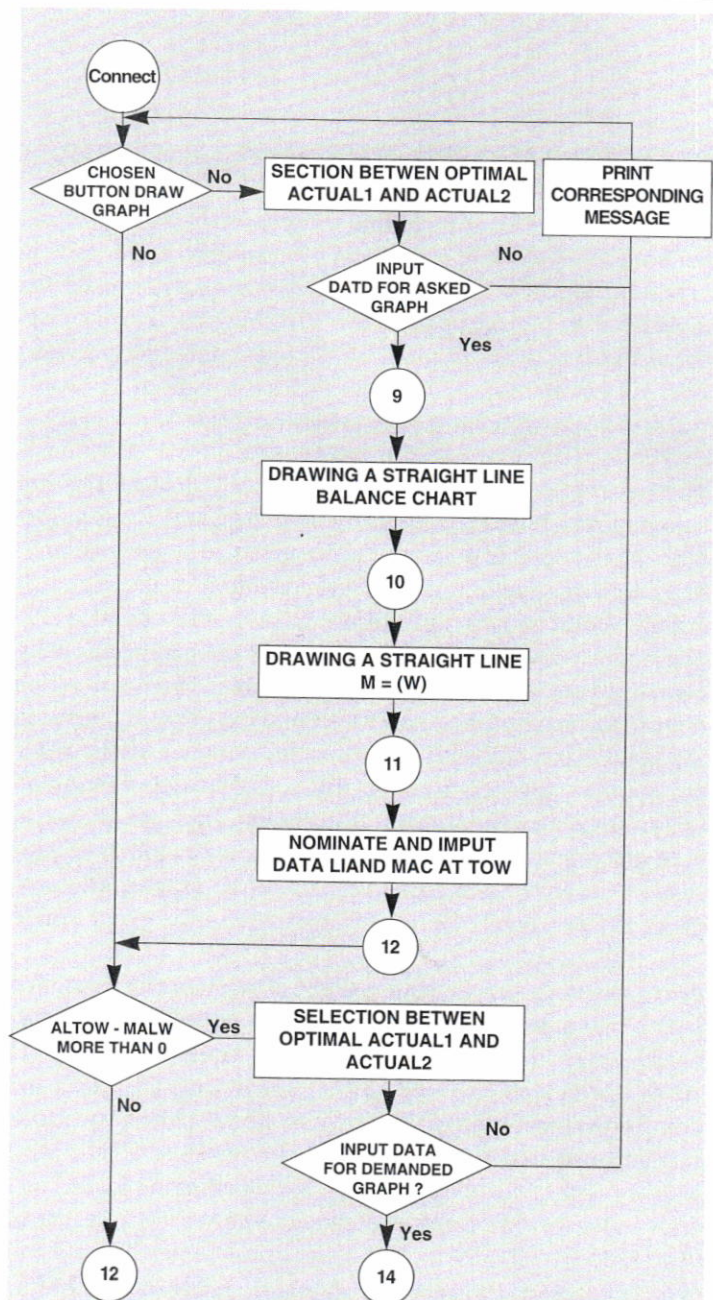 Connect
CHOSEN
BUTTON DRAW
GRAPH
No
SECTION BETWEN OPTIMAL
ACTUAL1 AND ACTUAL2
PRINT
CORRESPONDING
MESSAGE
No
INPUT
DATD FOR ASKED
GRAPH
No
Yes
9
DRAWING A STRAIGHT LINE
BALANCE CHART
10
DRAWING A STRAIGHT LINE
M = (W)
11
NOMINATE AND IMPUT
DATA LIAND MAC AT TOW
12
ALTOW - MALW
MORE THAN 0
Yes
SELECTION BETWEN
OPTIMAL ACTUAL1 AND
ACTUAL2
No
INPUT DATA
FOR DEMANDED
GRAPH ?
No
Yes
12
14